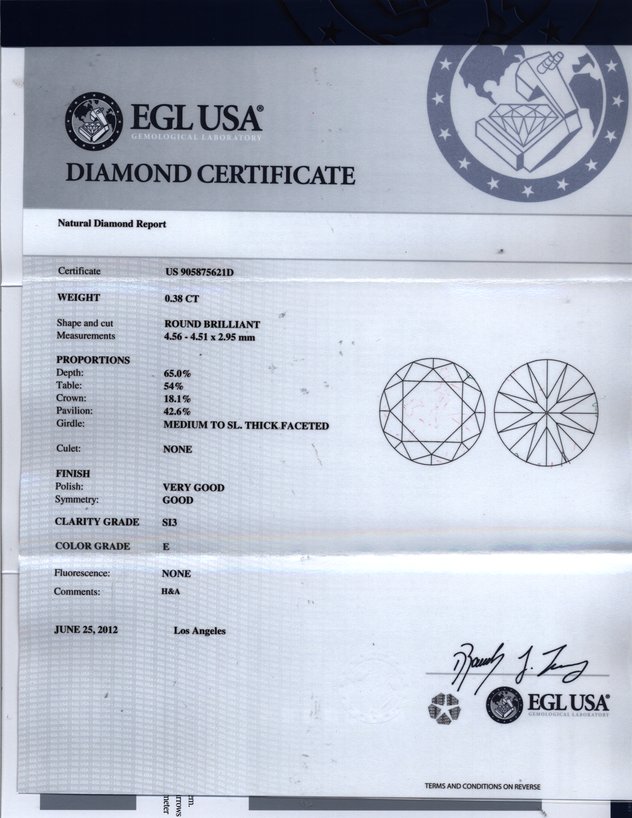 EGL USA®
GEMOLOGICAL LABORATORY
DIAMOND CERTIFICATE
Natural Diamond Report
Certificate US 905875621D
WEIGHT 0.38 CT
Shape and cut ROUND BRILLIANT
Measurements 4.56 - 4.51 x 2.95 mm
PROPORTIONS
Depth: 65.0%
Table: 54%
Crown: 18.1%
Pavilion: 42.6%
Girdle: MEDIUM TO SL. THICK FACETED
Culet: NONE
FINISH
Polish: VERY GOOD
Symmetry: GOOD
CLARITY GRADE SI3
COLOR GRADE E
Fluorescence: NONE
Comments: H&A
JUNE 25, 2012 Los Angeles
EGL USA®
GEMOLOGICAL LABORATORY
TERMS AND CONDITIONS ON REVERSE